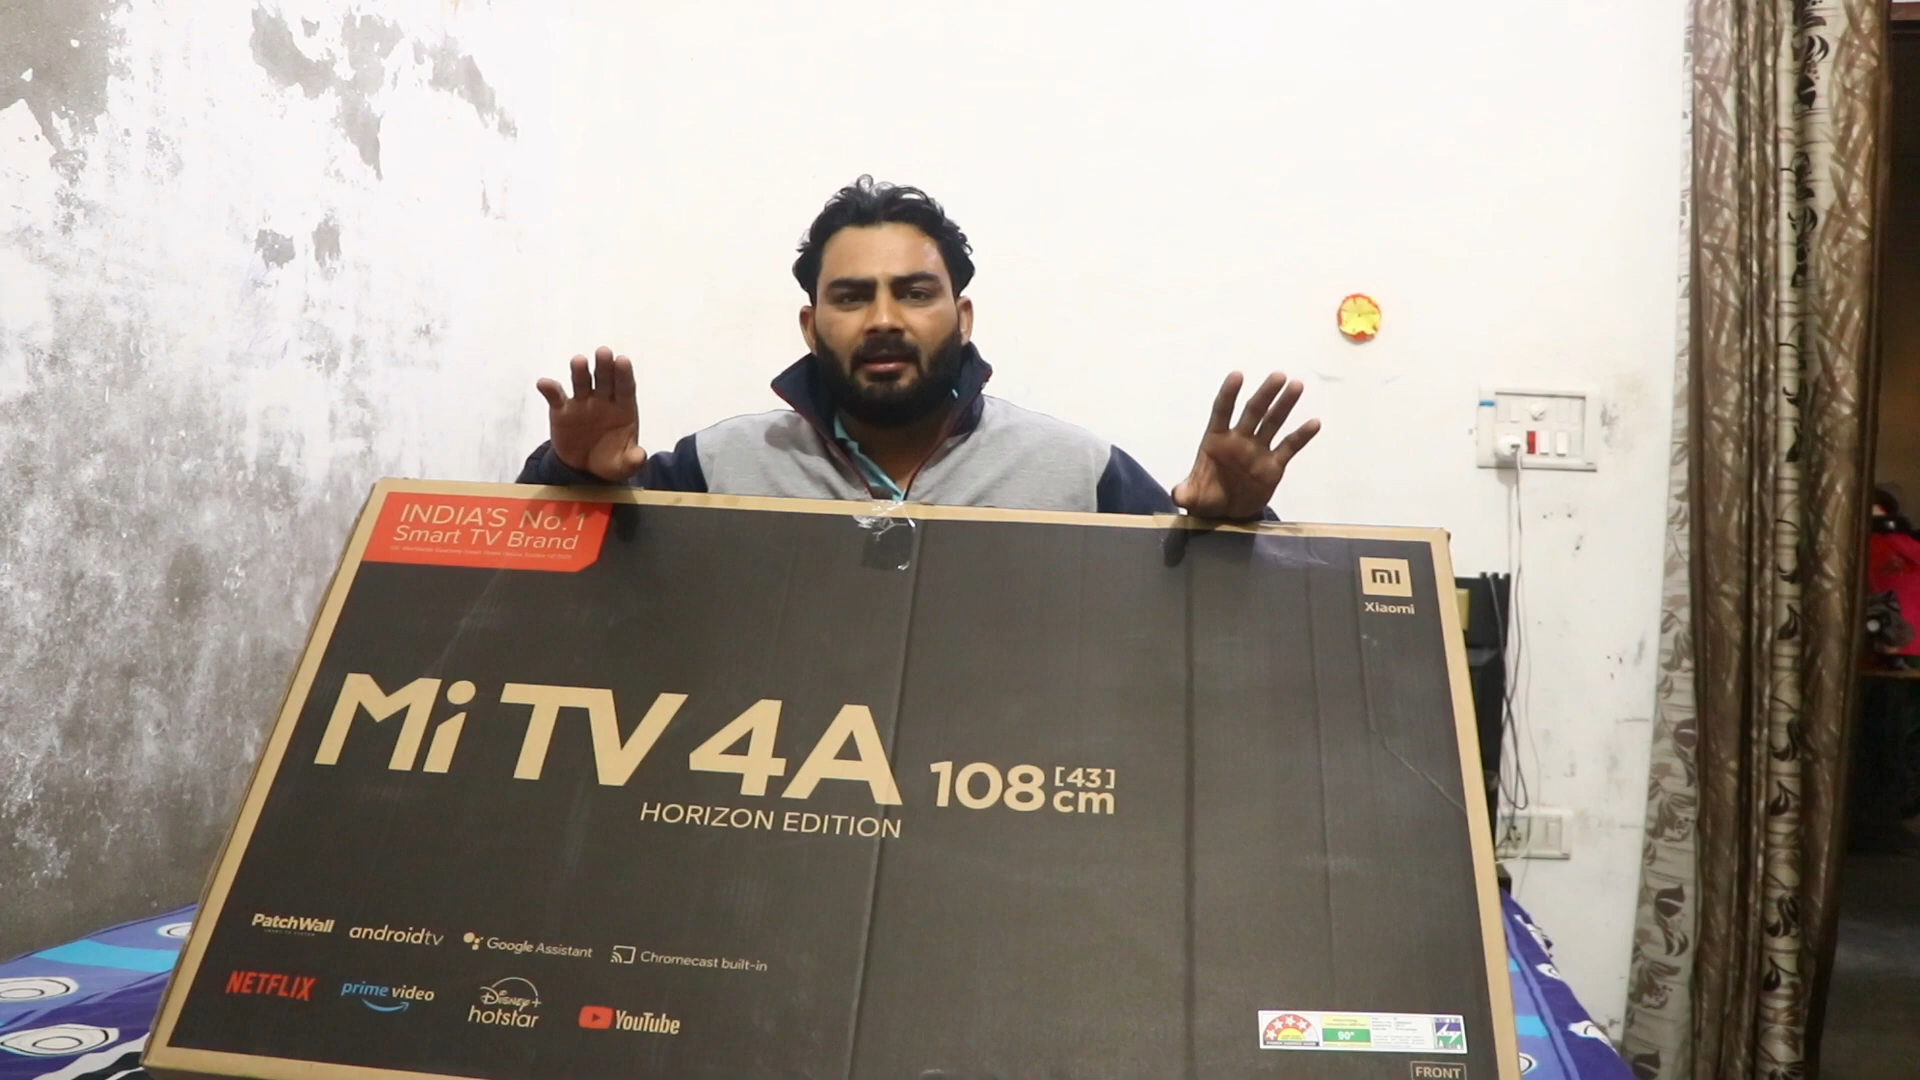 INDIA'S No. 1
Smart TV Brand
mi
Xiaomi
Mi TV 4A 108 cm [43]
HORIZON EDITION
PatchWall
androidtv
Google Assistant
Chromecast built-in
NETFLIX
prime video
Disney+
hotstar
YouTube
FRONT